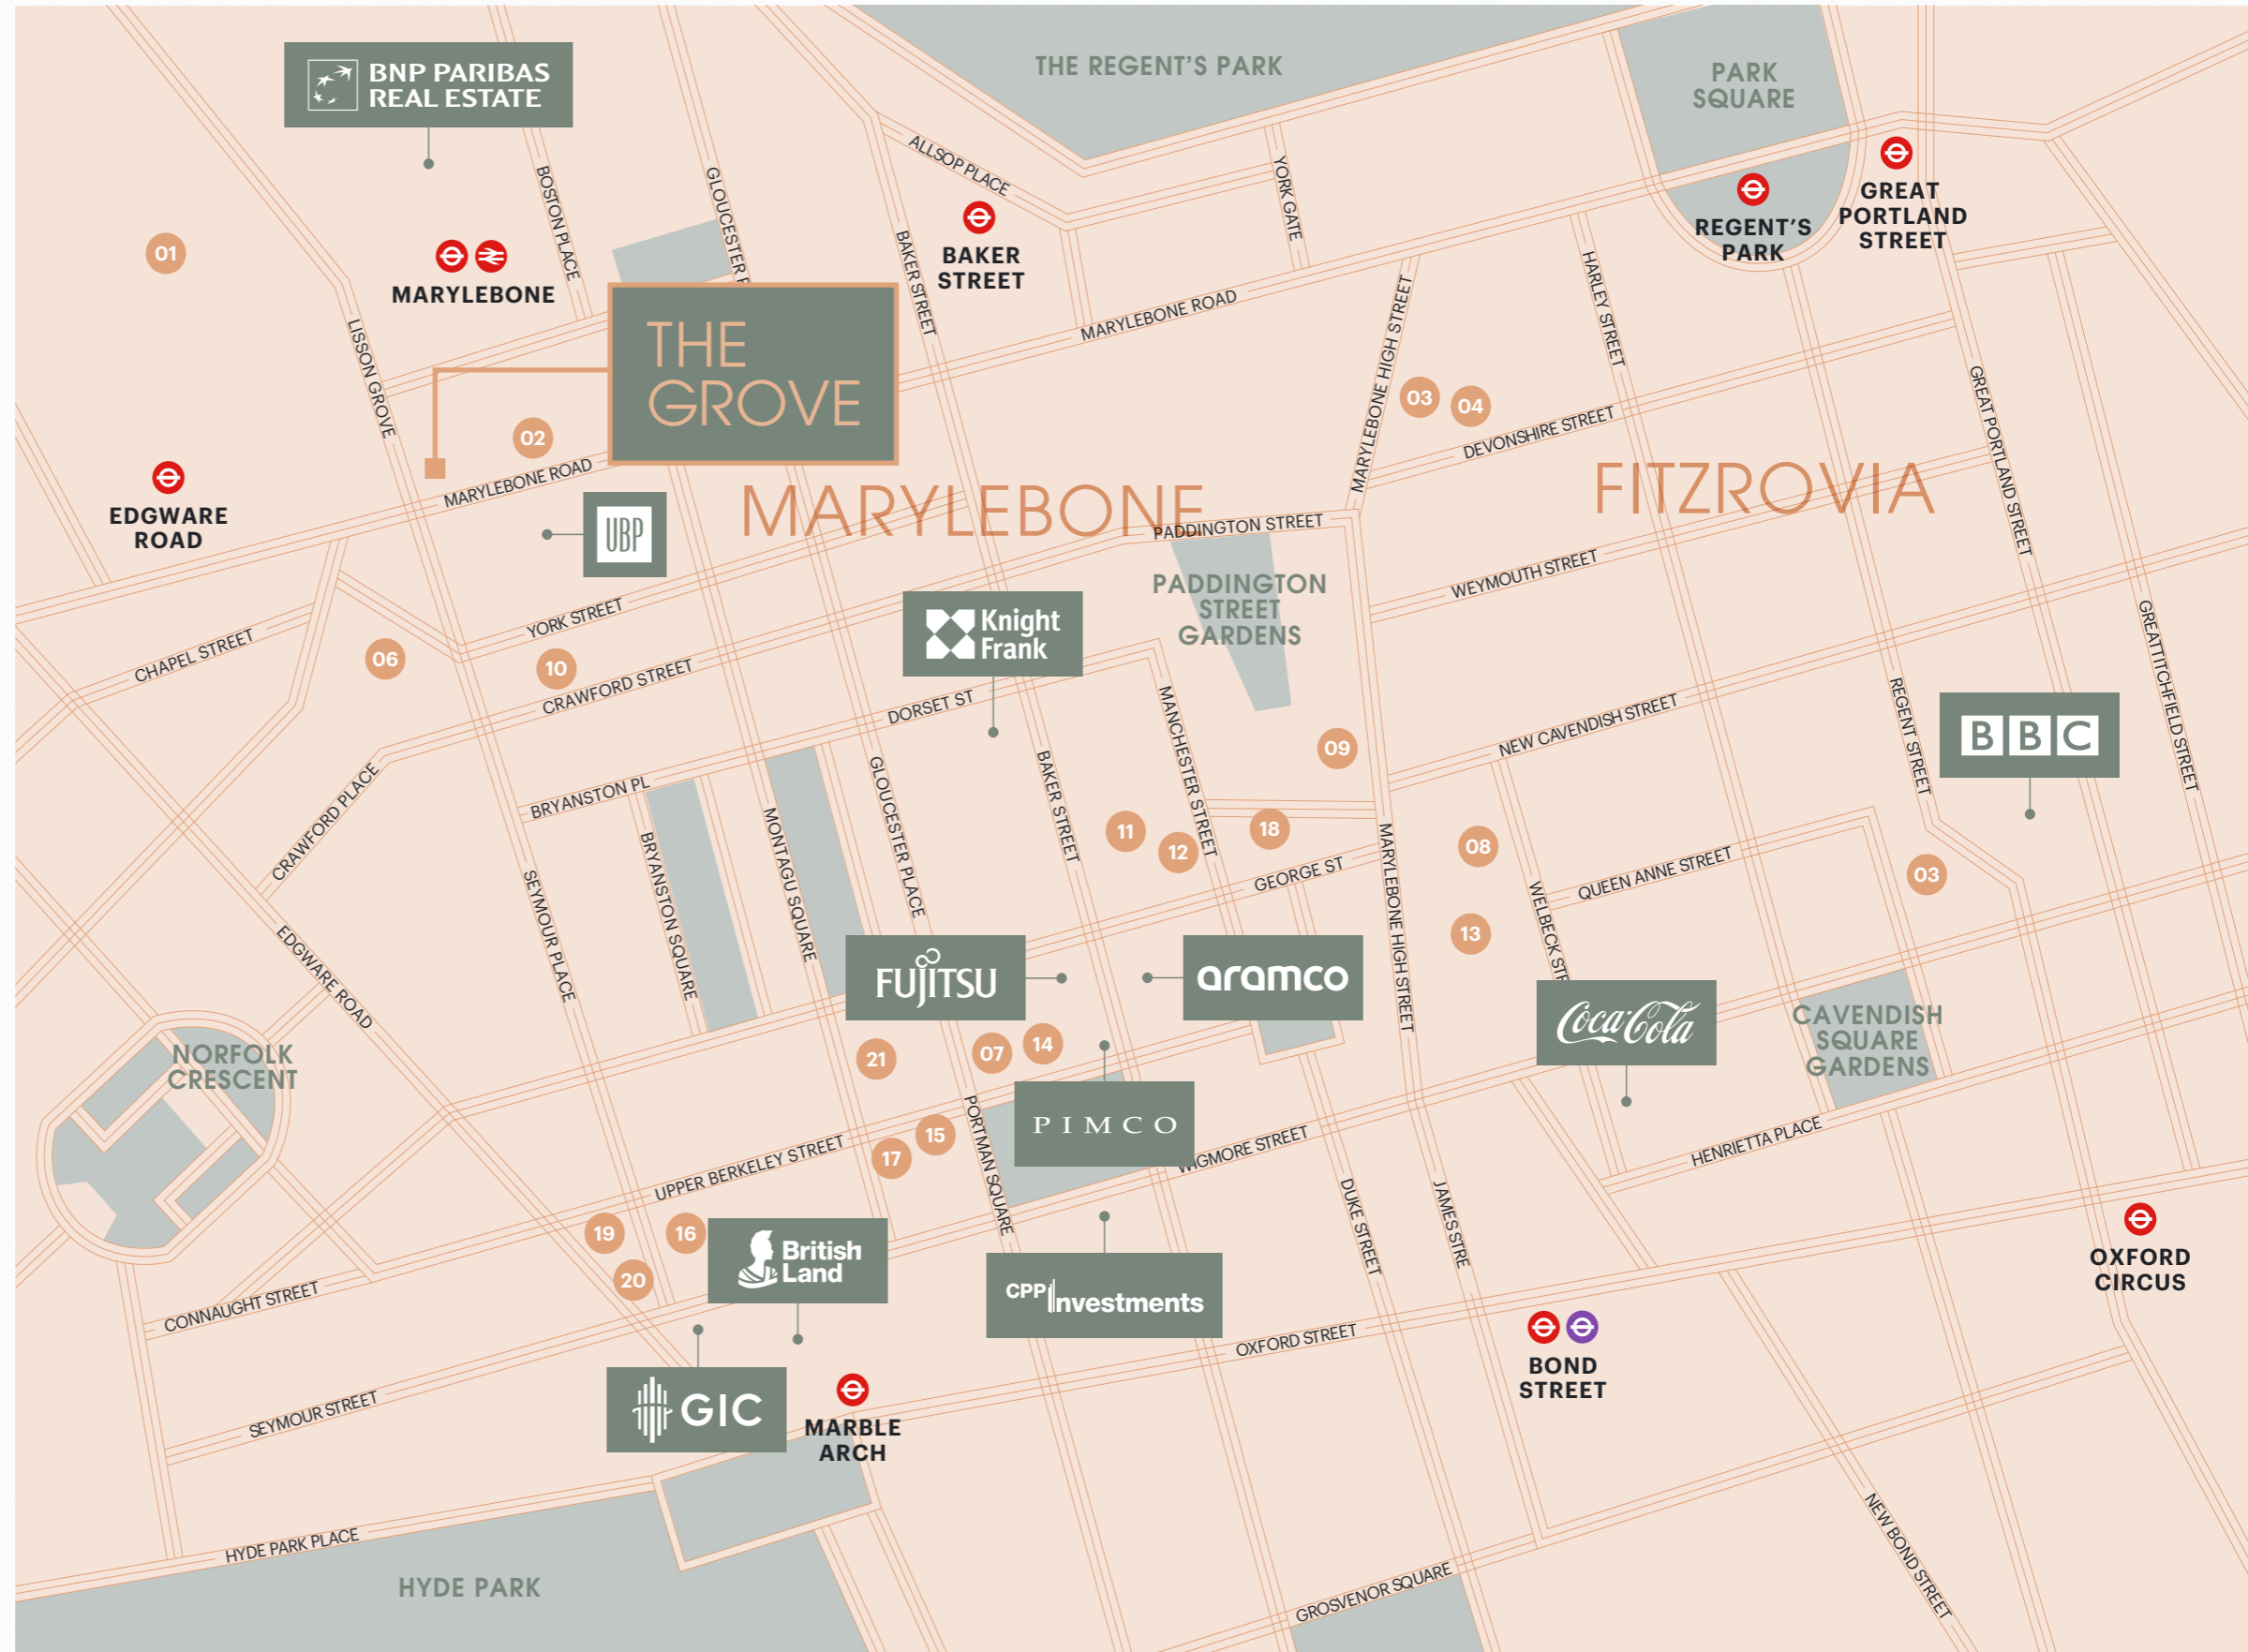 THE REGENT'S PARK
PARK
SQUARE
BNP PARIBAS
REAL ESTATE
ALLSOP PLACE
YORK GATE
BOSTON PLACE
GLOUCESTER P
GREAT
PORTLAND
STREET
REGENT'S
PARK
01
MARYLEBONE
BAKER STREET
BAKER
STREET
HARLEY STREET
MARYLEBONE ROAD
MARYLEBONE HIGH STREET
LISSON GROVE
THE
GROVE
03
04
DEVONSHIRE STREET
GREAT PORTLAND STREET
02
MARYLEBONE ROAD
EDGWARE
ROAD
MARYLEBONE
FITZROVIA
UBP
PADDINGTON STREET
PADDINGTON
STREET
GARDENS
WEYMOUTH STREET
YORK STREET
CHAPEL STREET
06
10
CRAWFORD STREET
Knight
Frank
DORSET ST
MANCHESTER STREET
GREAT TITCHFIELD STREET
REGENT STREET
BBC
NEW CAVENDISH STREET
09
CRAWFORD PLACE
BRYANSTON PL
GLOUCESTER PLACE
BAKER STREET
11
12
18
08
MONTAGU SQUARE
BRYANSTON SQUARE
SEYMOUR PLACE
GEORGE ST
MARYLEBONE HIGH STREET
WELBECK STR
QUEEN ANNE STREET
03
13
EDGWARE ROAD
FUJITSU
aramco
Coca-Cola
CAVENDISH
SQUARE
GARDENS
NORFOLK
CRESCENT
21
07
14
PIMCO
PORTMAN SQUARE
15
17
UPPER BERKELEY STREET
WIGMORE STREET
HENRIETTA PLACE
19
16
20
British
Land
DUKE STREET
JAMES STRE
OXFORD
CIRCUS
CONNAUGHT STREET
CPP Investments
OXFORD STREET
BOND
STREET
SEYMOUR STREET
GIC
MARBLE
ARCH
HYDE PARK PLACE
HYDE PARK
GROSVENOR SQUARE
NEW BOND STREET